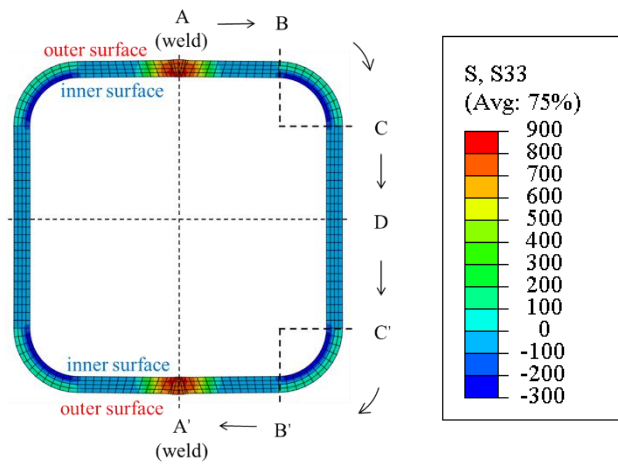 A
(weld)
B
outer surface
inner surface
C
D
C'
inner surface
outer surface
A'
(weld)
B'
S, S33
(Avg: 75%)
900
800
700
600
500
400
300
200
100
0
-100
-200
-300